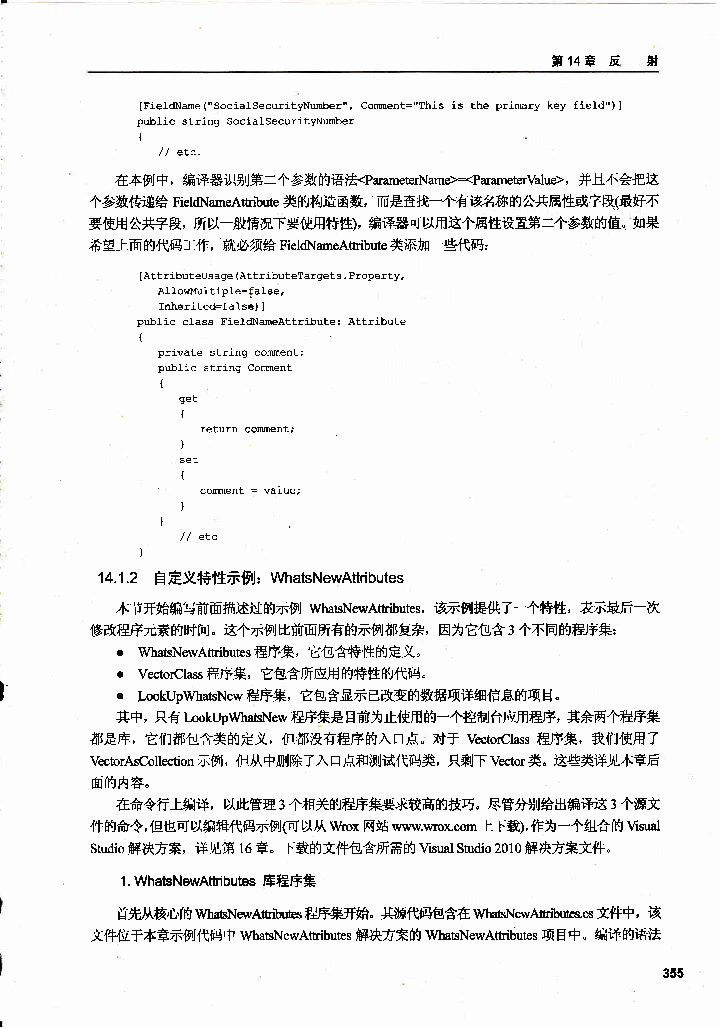 第 14 章 反 射
[FieldName("SocialSecurityNumber", Comment="This is the primary key field")]
public string SocialSecurityNumber
{
// etc.
在本例中，编译器识别第二个参数的语法<ParameterName>=<ParameterValue>，并且不会把这
个参数传递给 FieldNameAttribute 类的构造函数，而是查找一个有该名称的公共属性或字段(最好不
要使用公共字段，所以一般情况下要使用特性)，编译器可以用这个属性设置第二个参数的值。如果
希望上面的代码工作，就必须给 FieldNameAttribute 类添加一些代码：
[AttributeUsage(AttributeTargets.Property,
AllowMultiple=false,
Inherited=false)]
public class FieldNameAttribute: Attribute
{
private string comment;
public string Comment
{
get
{
return comment;
}
set
{
comment = value;
}
}
// etc
}
14.1.2 自定义特性示例：WhatsNewAttributes
本节开始编写前面描述过的示例 WhatsNewAttributes，该示例提供了一个特性，表示最后一次
修改程序元素的时间。这个示例比前面所有的示例都复杂，因为它包含 3 个不同的程序集：
● WhatsNewAttributes 程序集，它包含特性的定义。
● VectorClass 程序集，它包含所应用的特性的代码。
● LookUpWhatsNew 程序集，它包含显示已改变的数据项详细信息的项目。
其中，只有 LookUpWhatsNew 程序集是目前为止使用的一个控制台应用程序，其余两个程序集
都是库，它们都包含类的定义，但都没有程序的入口点。对于 VectorClass 程序集，我们使用了
VectorAsCollection 示例，但从中删除了入口点和测试代码类，只剩下 Vector 类。这些类详见本章后
面的内容。
在命令行上编译，以此管理 3 个相关的程序集要求较高的技巧。尽管分别给出编译这 3 个源文
件的命令，但也可以编辑代码示例(可以从 Wrox 网站 www.wrox.com 上下载)，作为一个组合的 Visual
Studio 解决方案，详见第 16 章。下载的文件包含所需的 Visual Studio 2010 解决方案文件。
1. WhatsNewAttributes 库程序集
首先从核心的 WhatsNewAttributes 程序集开始。其源代码包含在 WhatsNewAttributes.cs 文件中，该
文件位于本章示例代码中 WhatsNewAttributes 解决方案的 WhatsNewAttributes 项目中。编译的语法
355